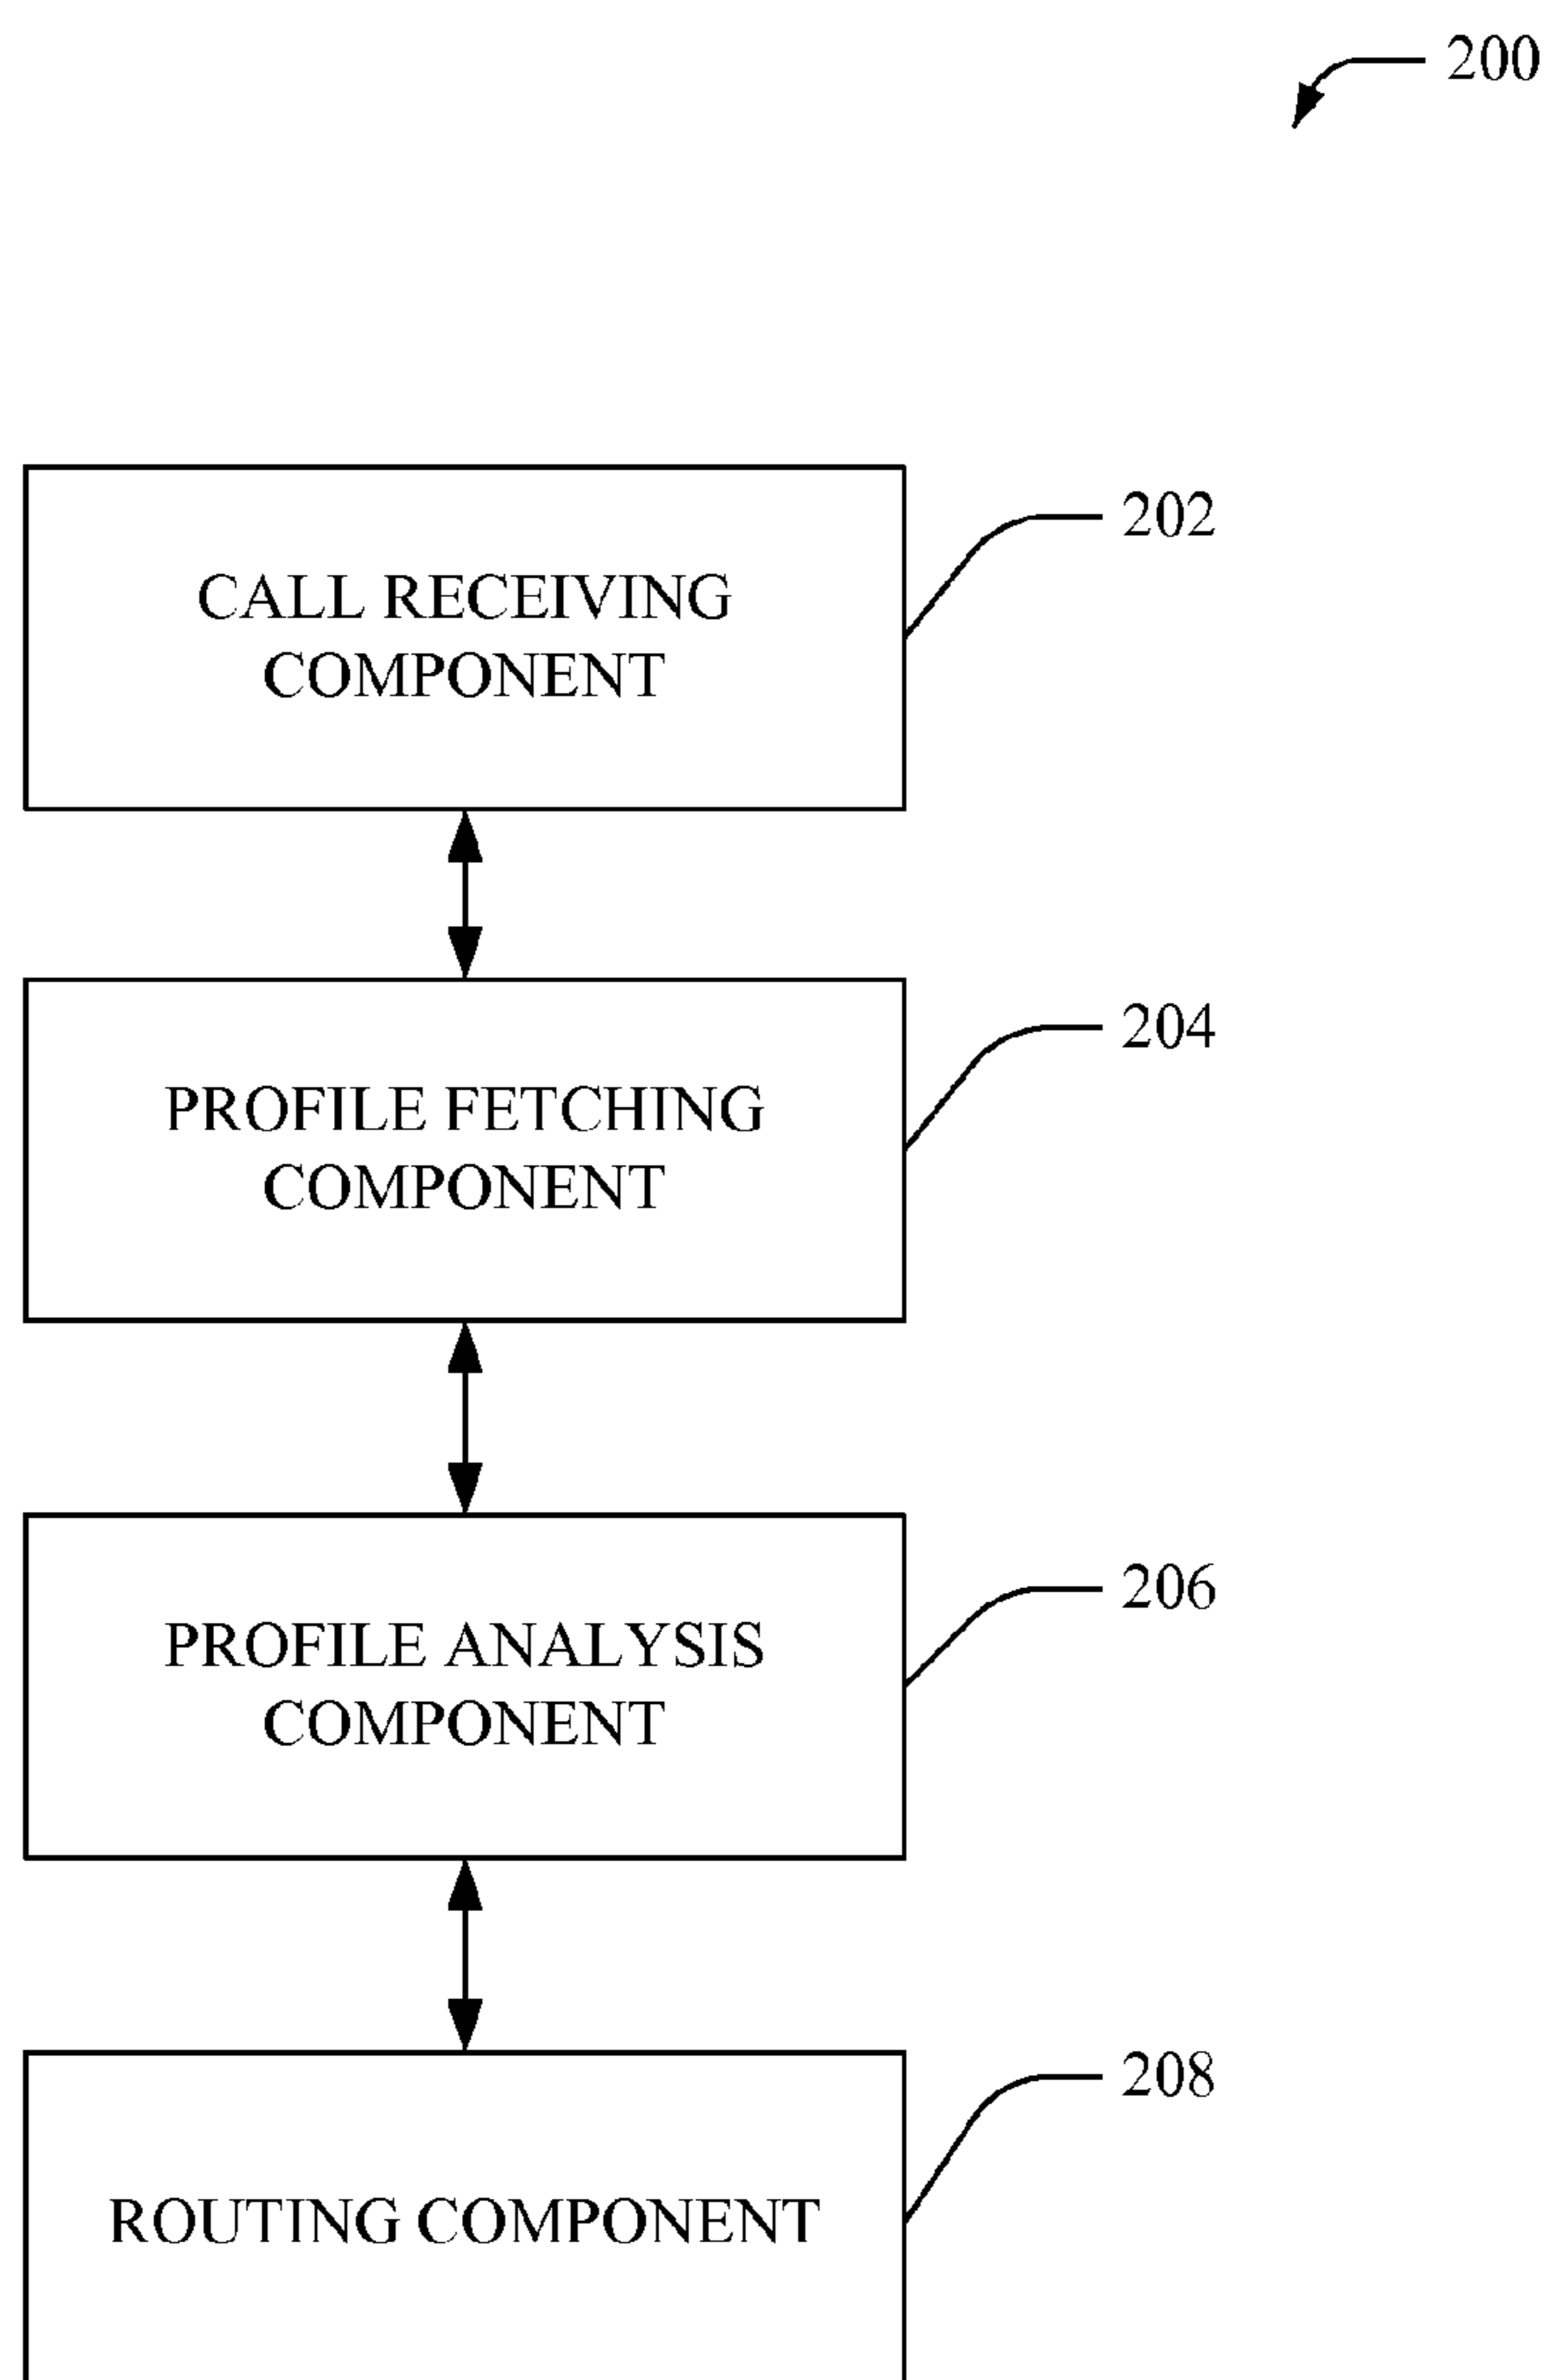 200
202
CALL RECEIVING
COMPONENT
204
PROFILE FETCHING
COMPONENT
206
PROFILE ANALYSIS
COMPONENT
208
ROUTING COMPONENT